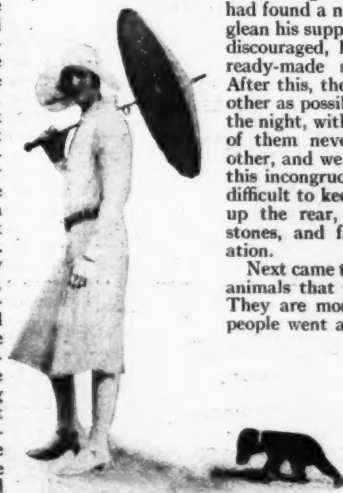 had found a n
glean his supp
discouraged,
ready-made s
After this, the
other as possibl
the night, with
of them neve
other, and we
this incongruc
difficult to kee
up the rear,
stones, and f
ation.
Next came t
animals that
They are mo
people went a